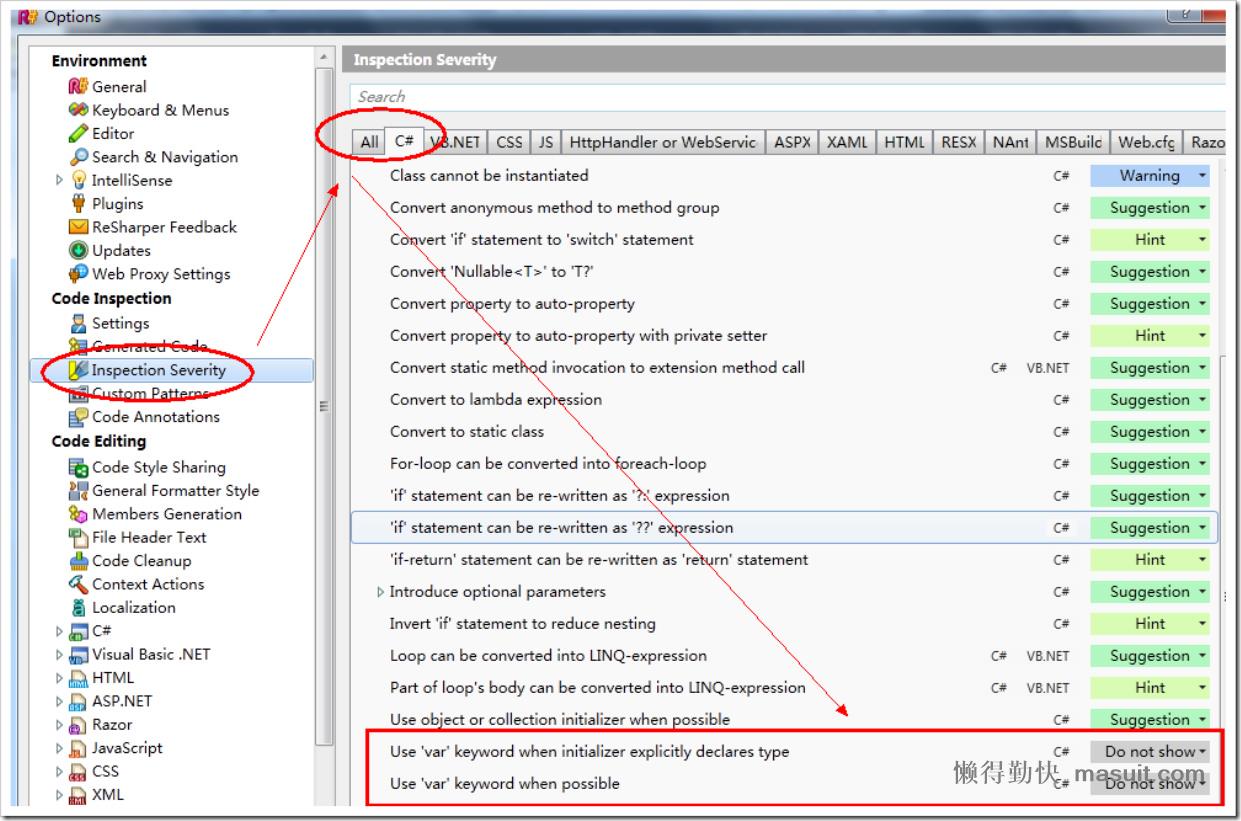 Options
Environment
General
Keyboard & Menus
Editor
Search & Navigation
IntelliSense
Plugins
ReSharper Feedback
Updates
Web Proxy Settings
Code Inspection
Settings
Generated Code
Inspection Severity
Custom Patterns
Code Annotations
Code Editing
Code Style Sharing
General Formatter Style
Members Generation
File Header Text
Code Cleanup
Context Actions
Localization
C#
Visual Basic .NET
HTML
ASP.NET
Razor
JavaScript
CSS
XML
Inspection Severity
Search
All C# VB.NET CSS JS HttpHandler or WebServic ASPX XAML HTML RESX NAnt MSBuild Web.cfg Razo
Class cannot be instantiated C# Warning
Convert anonymous method to method group C# Suggestion
Convert 'if' statement to 'switch' statement C# Hint
Convert 'Nullable<T>' to 'T?' C# Suggestion
Convert property to auto-property C# Suggestion
Convert property to auto-property with private setter C# Hint
Convert static method invocation to extension method call C# VB.NET Suggestion
Convert to lambda expression C# Suggestion
Convert to static class C# Suggestion
For-loop can be converted into foreach-loop C# Suggestion
'if' statement can be re-written as '?:' expression C# Suggestion
'if' statement can be re-written as '??' expression C# Suggestion
'if-return' statement can be re-written as 'return' statement C# Hint
Introduce optional parameters C# Suggestion
Invert 'if' statement to reduce nesting C# Hint
Loop can be converted into LINQ-expression C# VB.NET Suggestion
Part of loop's body can be converted into LINQ-expression C# VB.NET Hint
Use object or collection initializer when possible C# Suggestion
Use 'var' keyword when initializer explicitly declares type C# Do not show
Use 'var' keyword when possible C# Do not show
懒得勤快_masuit.com